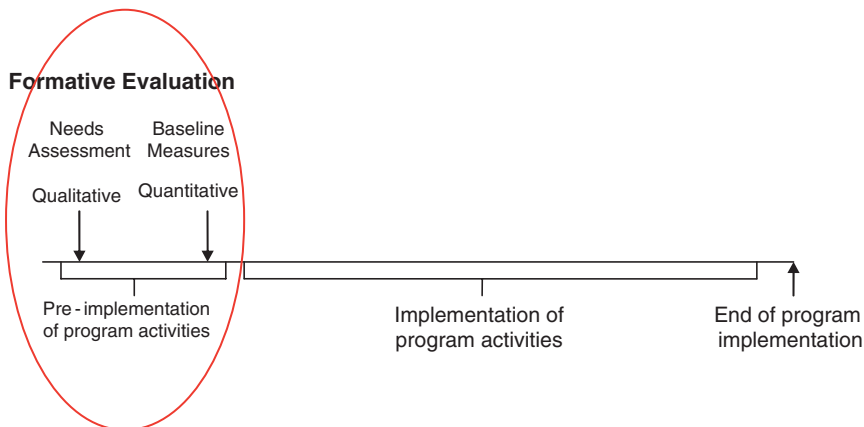 Formative Evaluation
Needs
Assessment
Baseline
Measures
Qualitative
Quantitative
Pre-implementation
of program activities
Implementation of
program activities
End of program
implementation